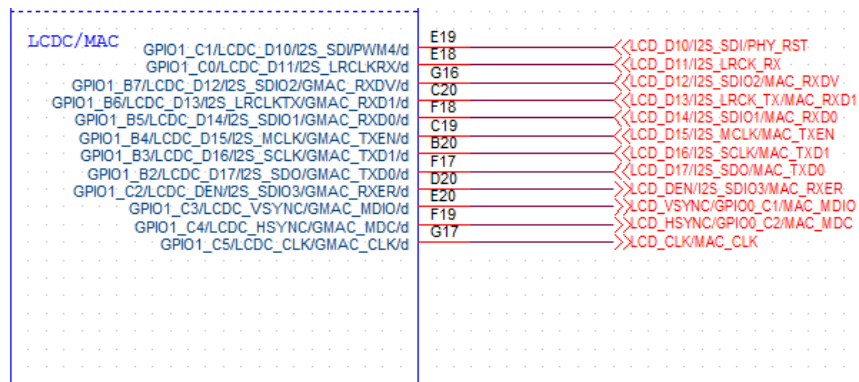 LCDC/MAC
GPIO1_C1/LCDC_D10/I2S_SDI/PWM4/d E19 LCD_D10/I2S_SDI/PHY_RST
GPIO1_C0/LCDC_D11/I2S_LRCLKRX/d E18 LCD_D11/I2S_LRCK_RX
GPIO1_B7/LCDC_D12/I2S_SDIO2/GMAC_RXDV/d G16 LCD_D12/I2S_SDIO2/MAC_RXDV
GPIO1_B6/LCDC_D13/I2S_LRCLKTX/GMAC_RXD1/d C20 LCD_D13/I2S_LRCK_TX/MAC_RXD1
GPIO1_B5/LCDC_D14/I2S_SDIO1/GMAC_RXD0/d F18 LCD_D14/I2S_SDIO1/MAC_RXD0
GPIO1_B4/LCDC_D15/I2S_MCLK/GMAC_TXEN/d C19 LCD_D15/I2S_MCLK/MAC_TXEN
GPIO1_B3/LCDC_D16/I2S_SCLK/GMAC_TXD1/d B20 LCD_D16/I2S_SCLK/MAC_TXD1
GPIO1_B2/LCDC_D17/I2S_SDO/GMAC_TXD0/d F17 LCD_D17/I2S_SDO/MAC_TXD0
GPIO1_C2/LCDC_DEN/I2S_SDIO3/GMAC_RXER/d D20 LCD_DEN/I2S_SDIO3/MAC_RXER
GPIO1_C3/LCDC_VSYNC/GMAC_MDIO/d E20 LCD_VSYNC/GPIO0_C1/MAC_MDIO
GPIO1_C4/LCDC_HSYNC/GMAC_MDC/d F19 LCD_HSYNC/GPIO0_C2/MAC_MDC
GPIO1_C5/LCDC_CLK/GMAC_CLK/d G17 LCD_CLK/MAC_CLK